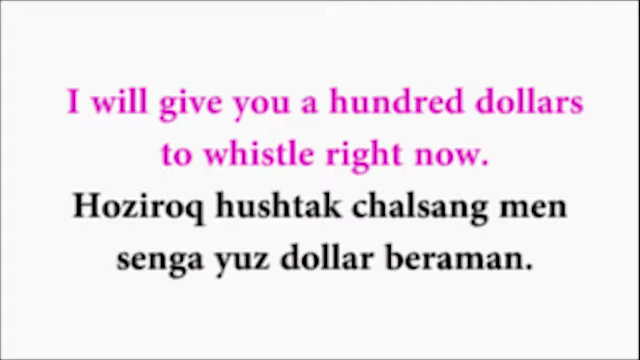 I will give you a hundred dollars
to whistle right now.
Hoziroq hushtak chalsang men
senga yuz dollar beraman.